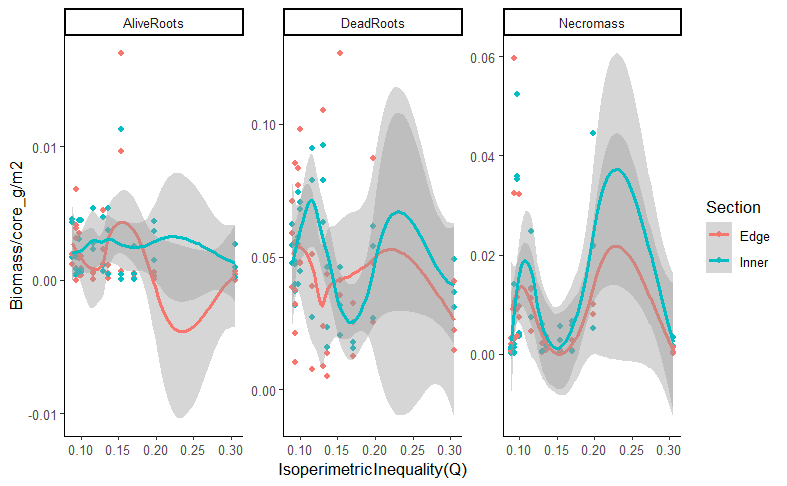 AliveRoots DeadRoots Necromass
Biomass/core_g/m2
0.01
0.00
-0.01
0.10
0.05
0.00
0.06
0.04
0.02
0.00
0.10 0.15 0.20 0.25 0.30
0.10 0.15 0.20 0.25 0.30
0.10 0.15 0.20 0.25 0.30
IsoperimetricInequality(Q)
Section
Edge
Inner